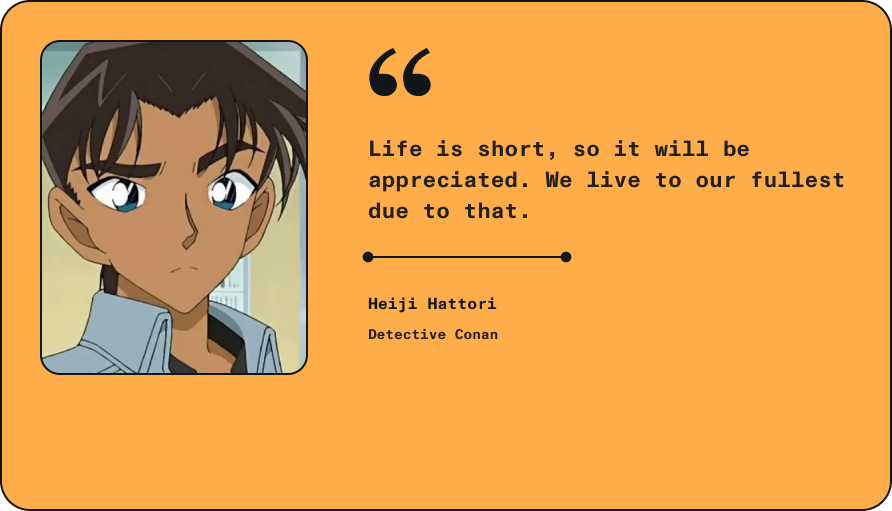 “
Life is short, so it will be
appreciated. We live to our fullest
due to that.
Heiji Hattori
Detective Conan